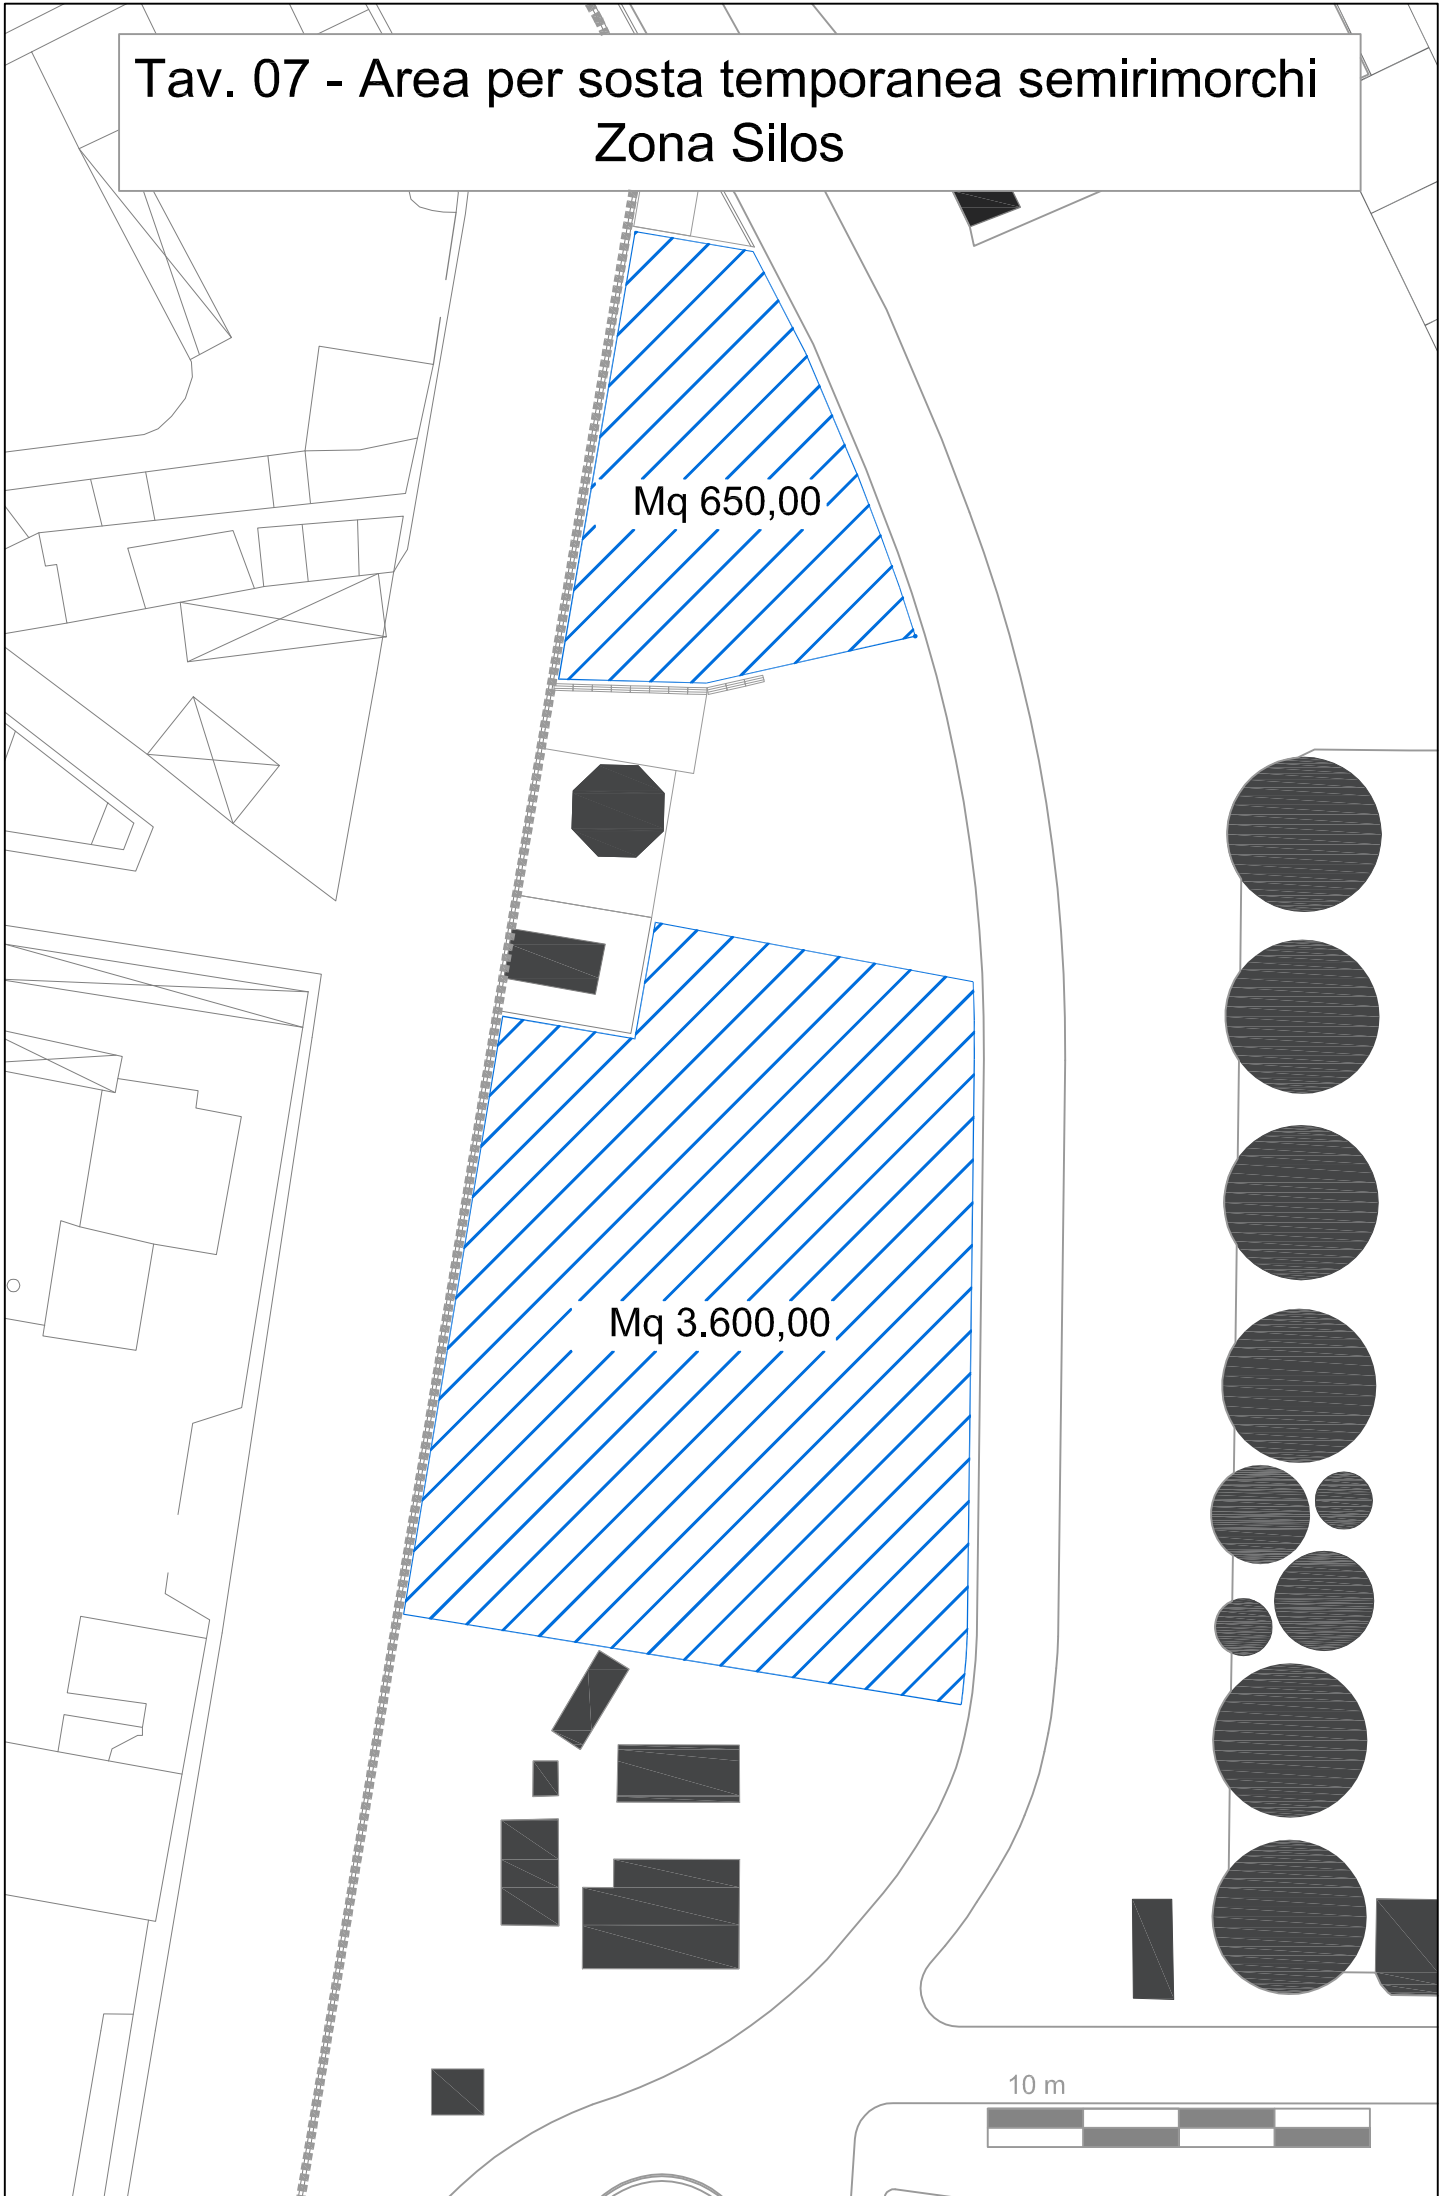 Tav. 07 - Area per sosta temporanea semirimorchi
Zona Silos
Mq 650,00
Mq 3.600,00
10 m